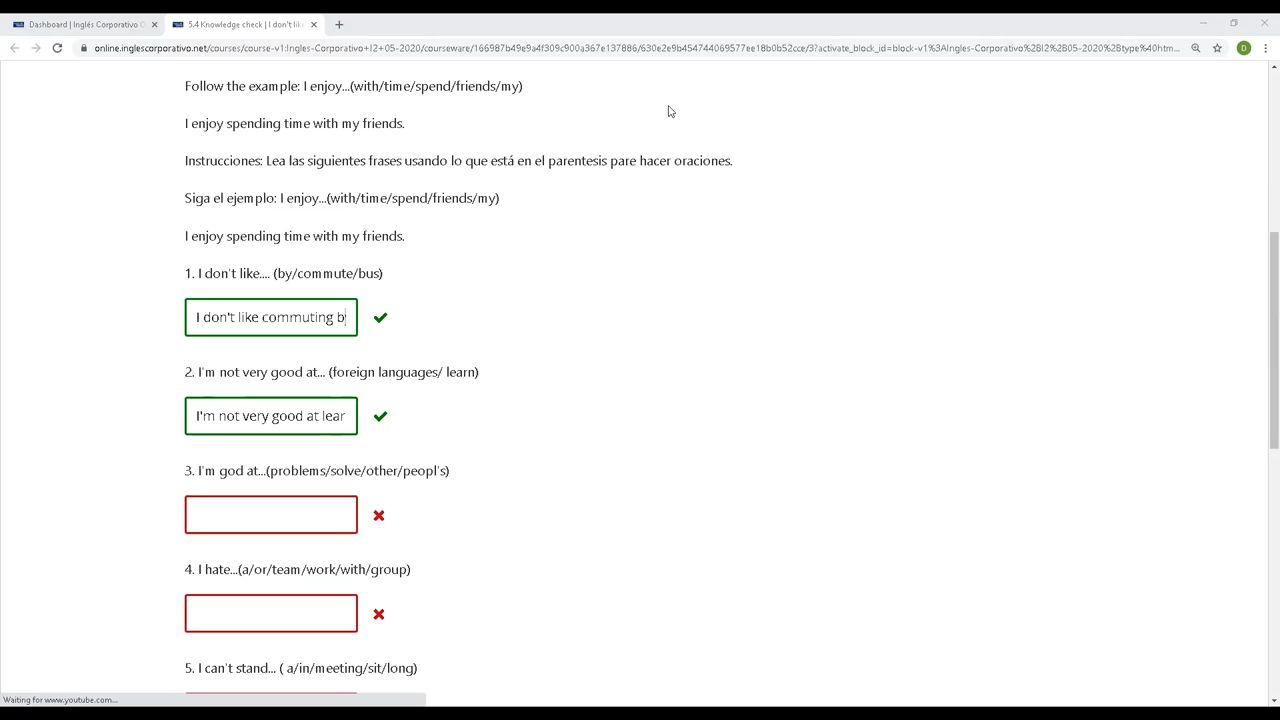 Dashboard | Inglés Corporativo O
5.4 Knowledge check | I don't lik
online.inglescorporativo.net/courses/course-v1:Ingles-Corporativo+I2+05-2020/courseware/166987b49e9a4f309c900a367e137886/630e2e9b454744069577ee18b0b52cce/3?activate_block_id=block-v1%3AIngles-Corporativo%2BI2%2B05-2020%2Btype%40htm...
D
Follow the example: I enjoy...(with/time/spend/friends/my)
I enjoy spending time with my friends.
Instrucciones: Lea las siguientes frases usando lo que está en el parentesis pare hacer oraciones.
Siga el ejemplo: I enjoy...(with/time/spend/friends/my)
I enjoy spending time with my friends.
1. I don't like.... (by/commute/bus)
I don't like commuting b
2. I'm not very good at... (foreign languages/ learn)
I'm not very good at lear
3. I'm god at...(problems/solve/other/peopl's)
4. I hate...(a/or/team/work/with/group)
5. I can't stand... ( a/in/meeting/sit/long)
Waiting for www.youtube.com...